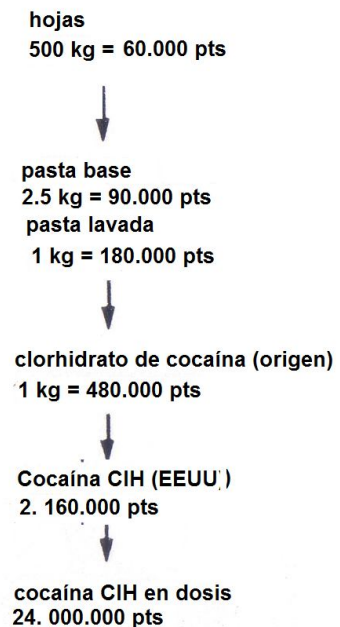 hojas
500 kg = 60.000 pts
pasta base
2.5 kg = 90.000 pts
pasta lavada
1 kg = 180.000 pts
clorhidrato de cocaína (origen)
1 kg = 480.000 pts
Cocaína CIH (EEUU)
2. 160.000 pts
cocaína CIH en dosis
24. 000.000 pts